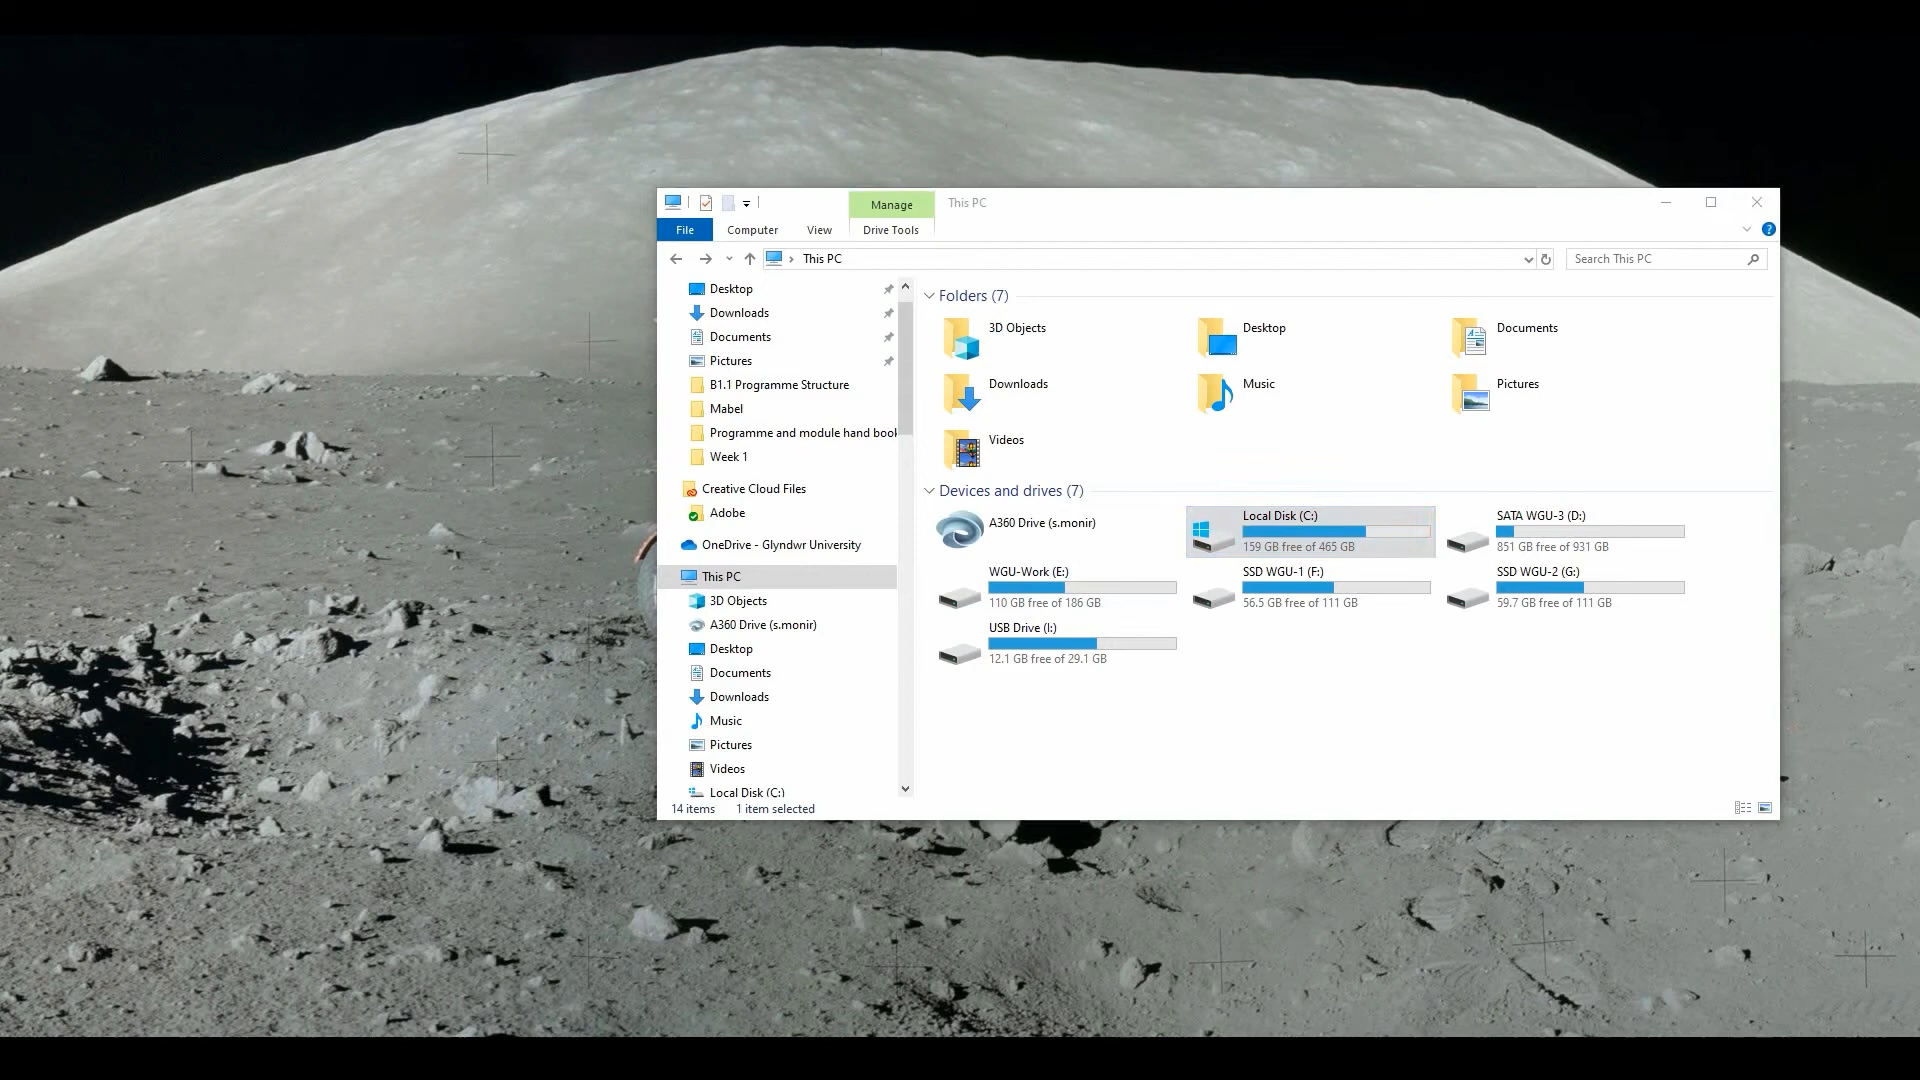 Manage
This PC
File
Computer
View
Drive Tools
This PC
Search This PC
Desktop
Downloads
Documents
Pictures
B1.1 Programme Structure
Mabel
Programme and module hand book
Week 1
Creative Cloud Files
Adobe
OneDrive - Glyndwr University
This PC
3D Objects
A360 Drive (s.monir)
Desktop
Documents
Downloads
Music
Pictures
Videos
Local Disk (C:)
Folders (7)
3D Objects
Desktop
Documents
Downloads
Music
Pictures
Videos
Devices and drives (7)
A360 Drive (s.monir)
Local Disk (C:)
159 GB free of 465 GB
SATA WGU-3 (D:)
851 GB free of 931 GB
WGU-Work (E:)
110 GB free of 186 GB
SSD WGU-1 (F:)
56.5 GB free of 111 GB
SSD WGU-2 (G:)
59.7 GB free of 111 GB
USB Drive (I:)
12.1 GB free of 29.1 GB
14 items
1 item selected